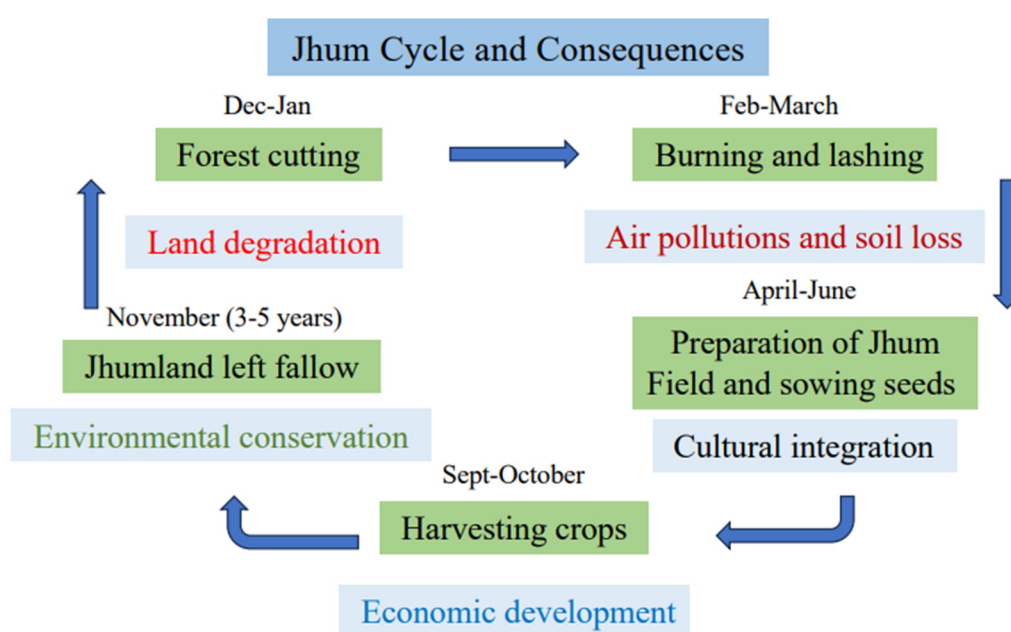 Jhum Cycle and Consequences
Dec-Jan
Forest cutting
Land degradation
Feb-March
Burning and lashing
Air pollutions and soil loss
April-June
Preparation of Jhum
Field and sowing seeds
Cultural integration
Sept-October
Harvesting crops
Economic development
November (3-5 years)
Jhumland left fallow
Environmental conservation